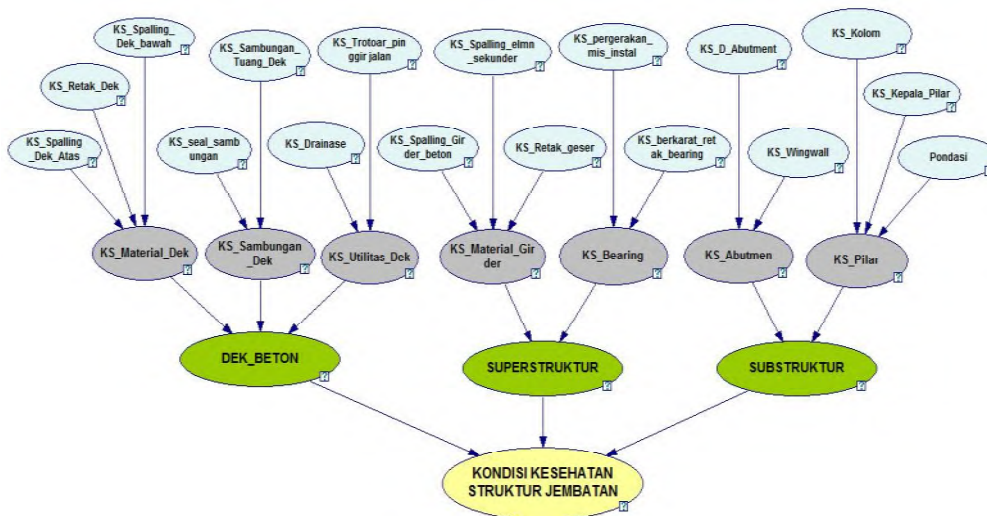 KS_Spalling_
Dek_bawah
KS_Retak_Dek
KS_Spalling
_Dek_Atas
KS_Sambungan_
Tuang_Dek
KS_seal_samb
ungan
KS_Trotoar_pin
ggir jalan
KS_Drainase
KS_Spalling_elmn
_sekunder
KS_Spalling_Gir
der_beton
KS_Retak_geser
KS_pergerakan_
mis_instal
KS_berkarat_ret
ak_bearing
KS_D_Abutment
KS_Wingwall
KS_Kolom
KS_Kepala_Pilar
Pondasi
KS_Material_Dek
KS_Sambungan
_Dek
KS_Utilitas_Dek
KS_Material_Gir
der
KS_Bearing
KS_Abutmen
KS_Pilar
DEK_BETON
SUPERSTRUKTUR
SUBSTRUKTUR
KONDISI KESEHATAN
STRUKTUR JEMBATAN